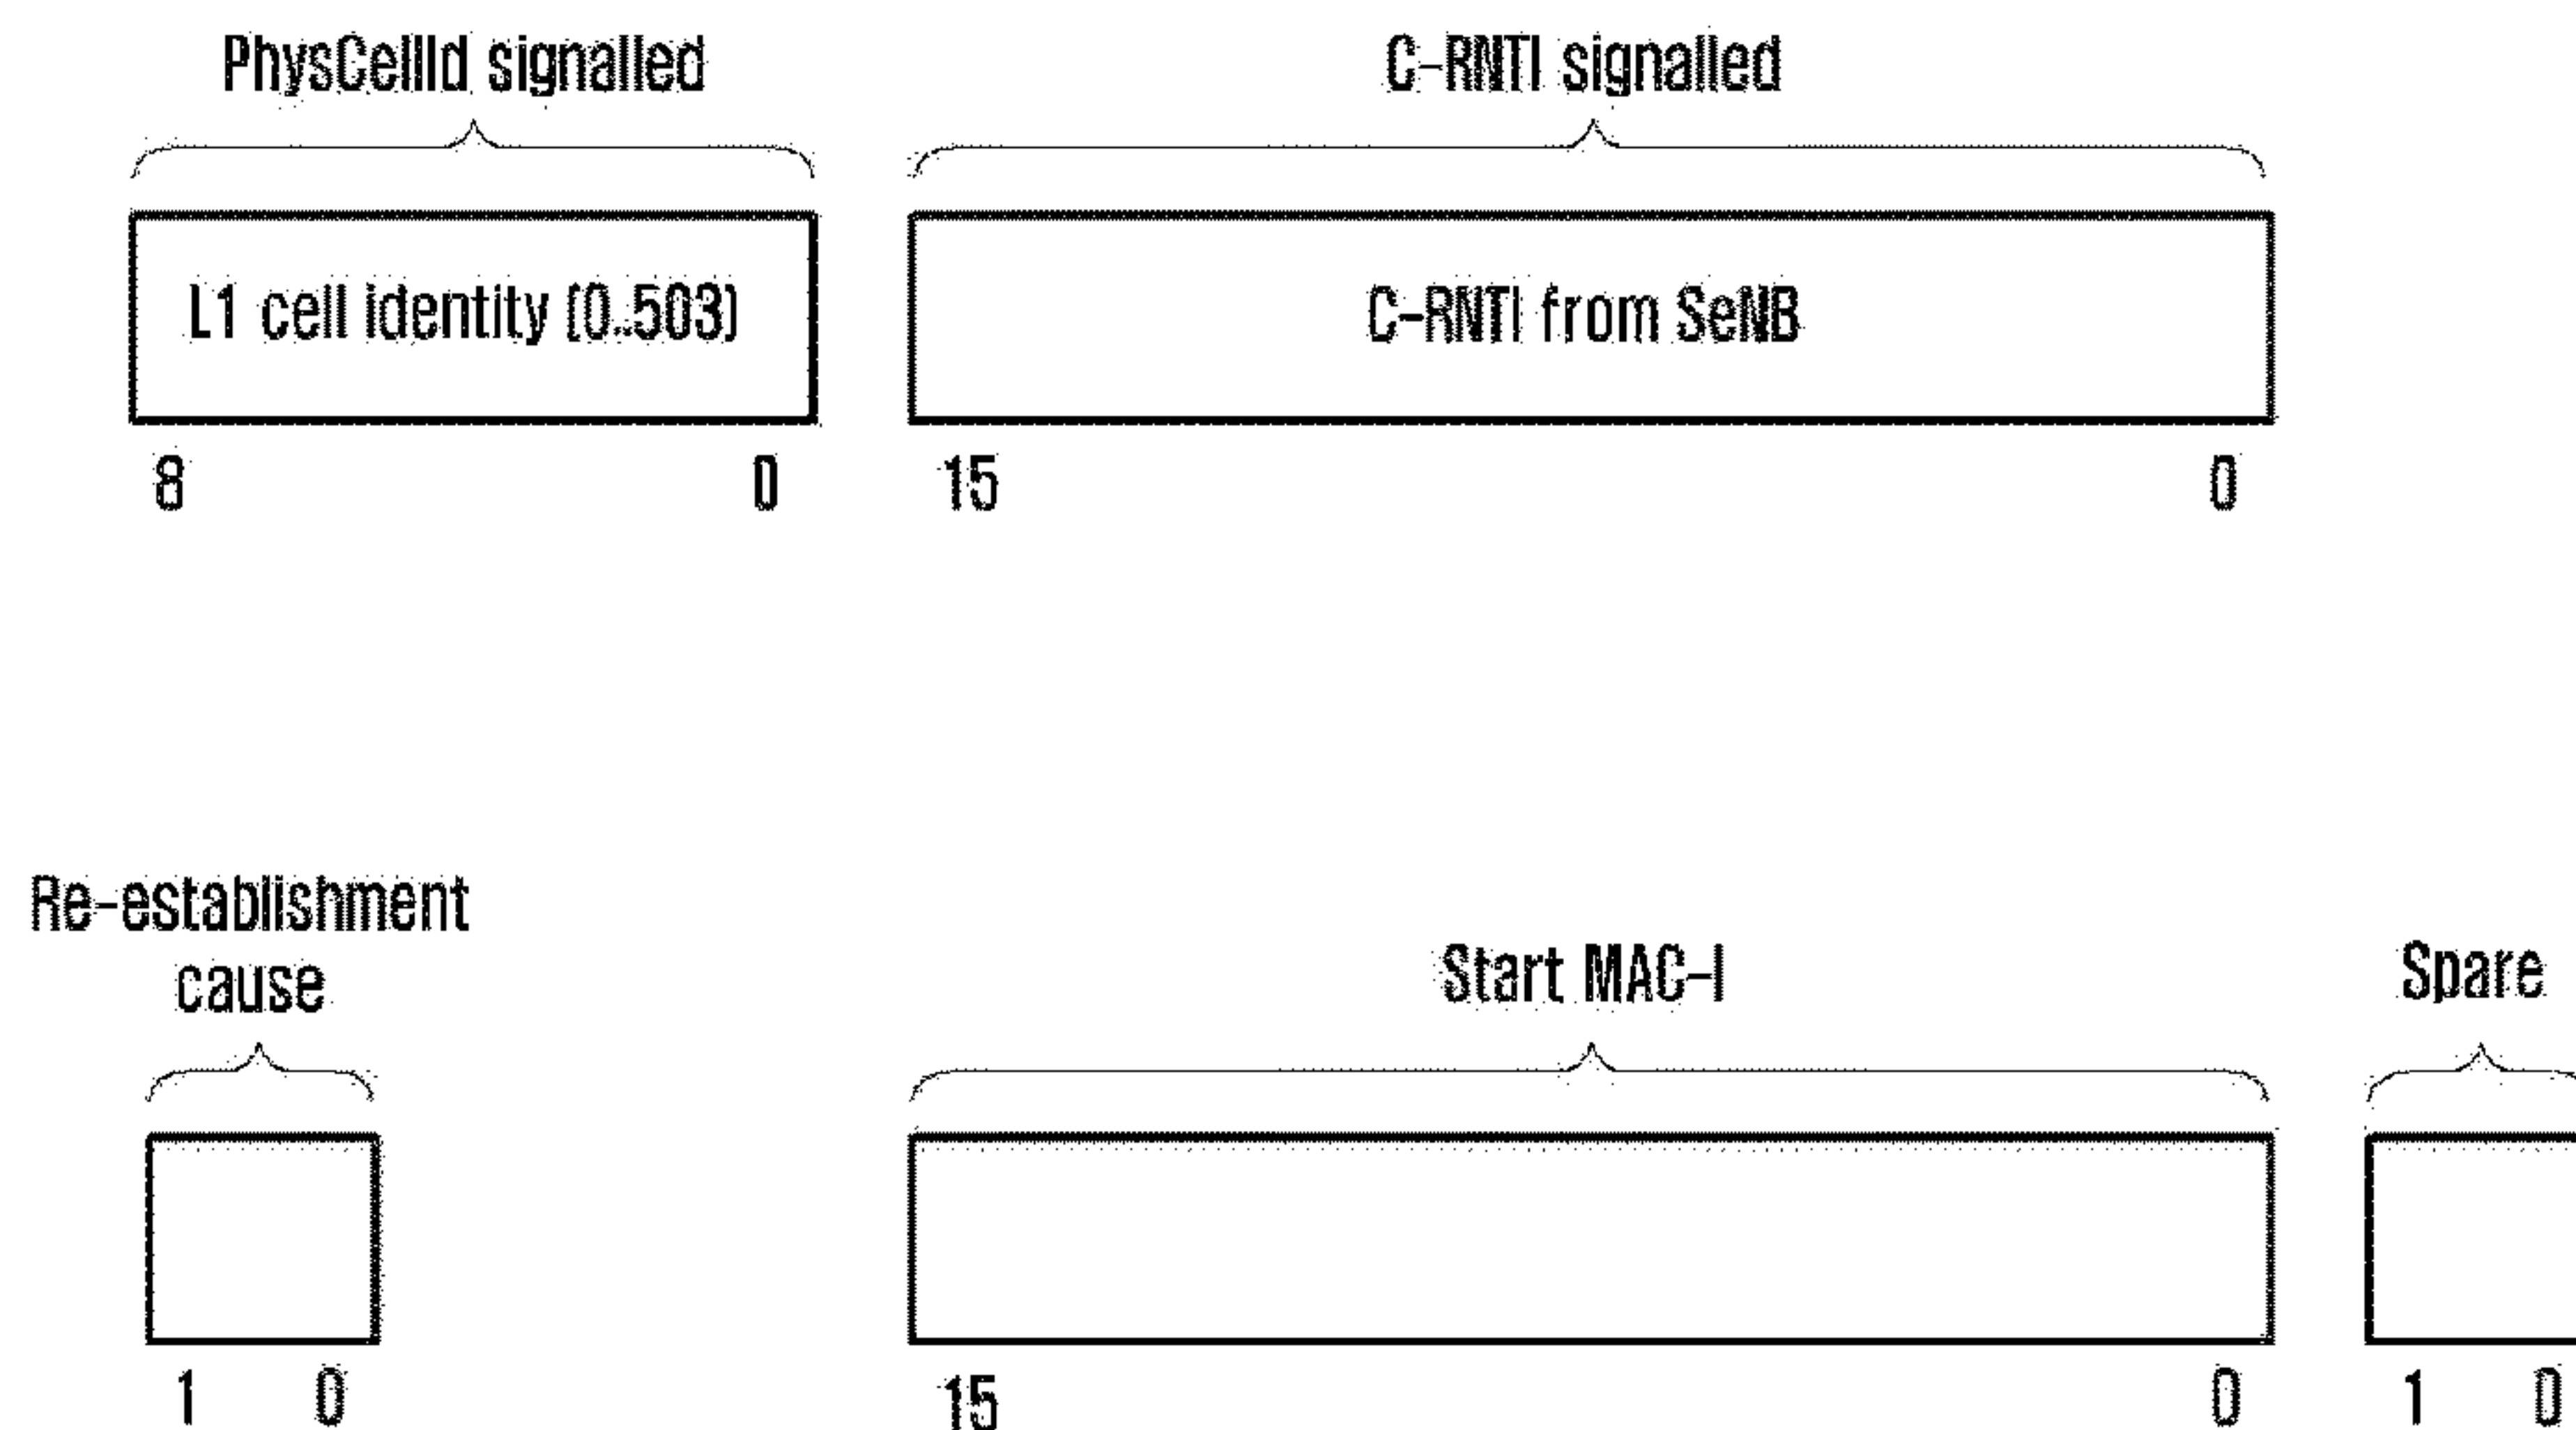 PhysCellId signalled
C-RNTI signalled
L1 cell identity (0..503)
C-RNTI from SeNB
8 0
15 0
Re-establishment
cause
Start MAC-I
Spare
1 0
15 0
1 0